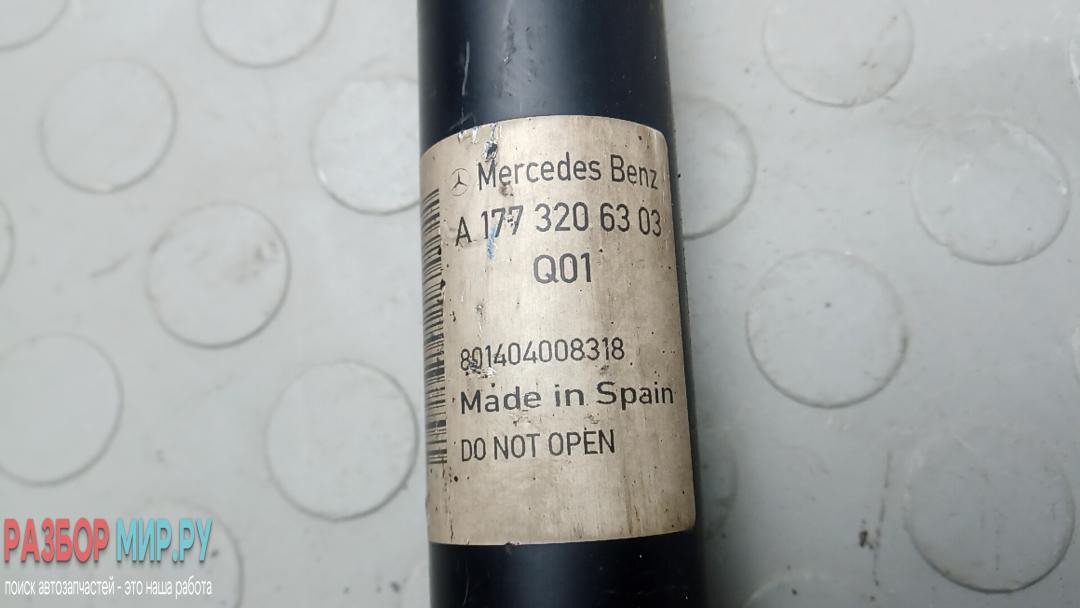 Mercedes Benz
A 177 320 63 03
Q01
801404008318
Made in Spain
DO NOT OPEN
РАЗБОР МИР.РУ
поиск автозапчастей - это наша работа